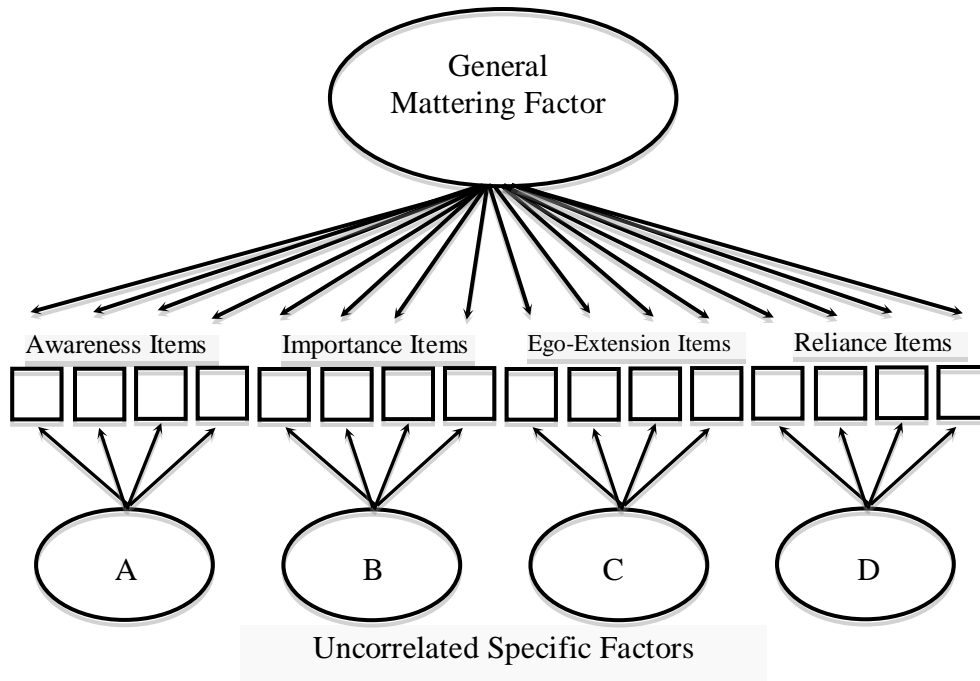 General
Mattering Factor
Awareness Items
Importance Items
Ego-Extension Items
Reliance Items
A
B
C
D
Uncorrelated Specific Factors